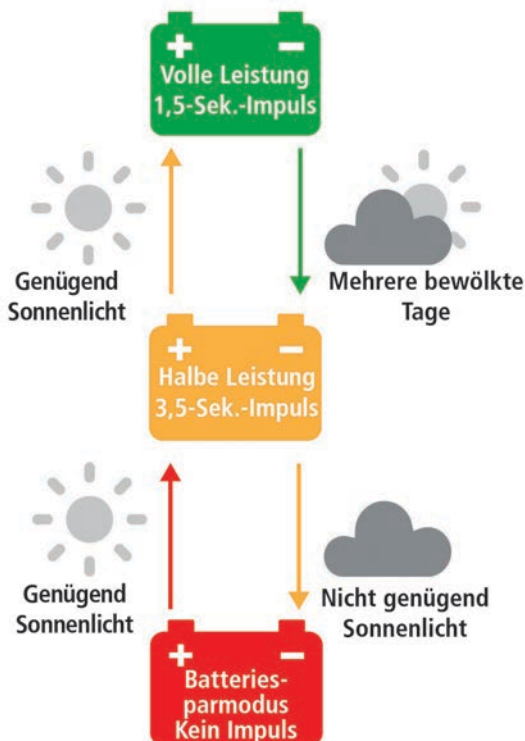 + −
Volle Leistung
1,5-Sek.-Impuls
Genügend
Sonnenlicht
Mehrere bewölkte
Tage
+ −
Halbe Leistung
3,5-Sek.-Impuls
Genügend
Sonnenlicht
Nicht genügend
Sonnenlicht
+ −
Batteries-
parmodus
Kein Impuls